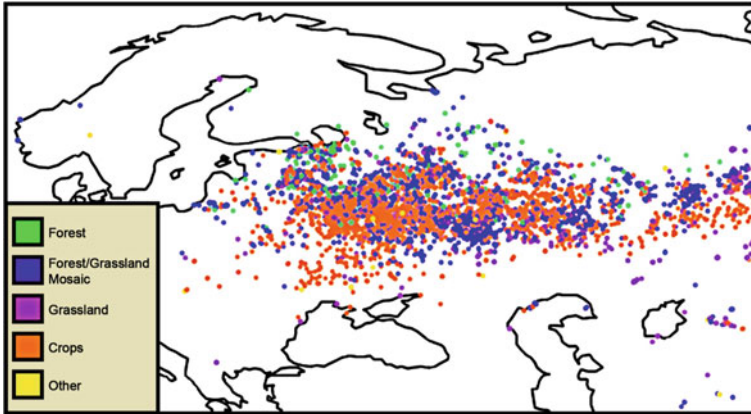 Forest
Forest/Grassland
Mosaic
Grassland
Crops
Other